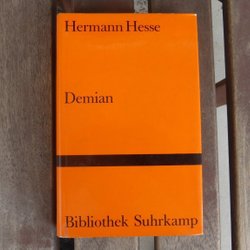 Hermann Hesse
Demian
Bibliothek Suhrkamp